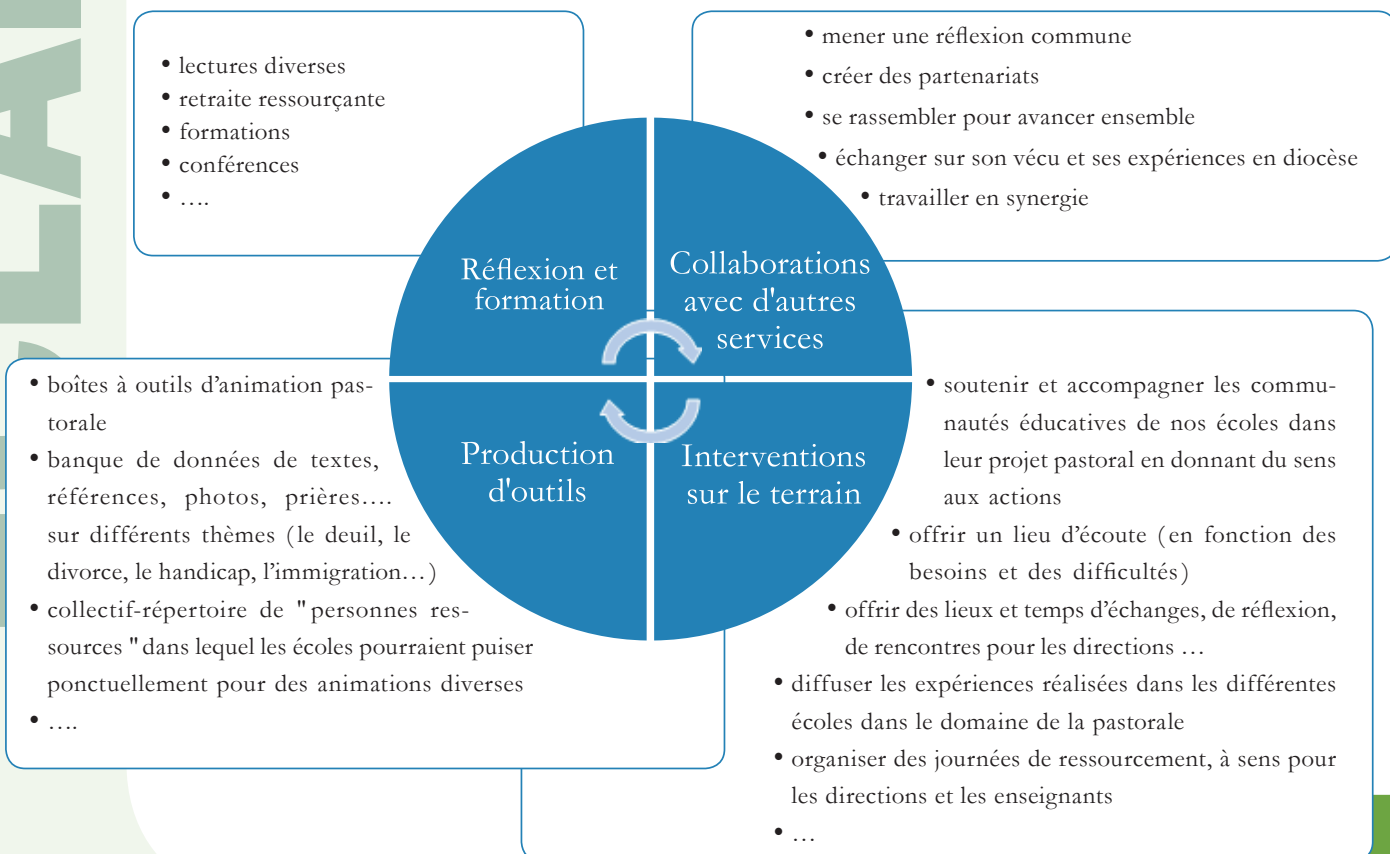 • lectures diverses
• retraite ressourçante
• formations
• conférences
• ....
• mener une réflexion commune
• créer des partenariats
• se rassembler pour avancer ensemble
• échanger sur son vécu et ses expériences en diocèse
• travailler en synergie
Réflexion et
formation
Collaborations
avec d'autres
services
Production
d'outils
Interventions
sur le terrain
• boîtes à outils d’animation pas-
torale
• banque de données de textes,
références, photos, prières....
sur différents thèmes (le deuil, le
divorce, le handicap, l’immigration…)
• collectif-répertoire de "personnes res-
sources " dans lequel les écoles pourraient puiser
ponctuellement pour des animations diverses
• ....
• soutenir et accompagner les commu-
nautés éducatives de nos écoles dans
leur projet pastoral en donnant du sens
aux actions
• offrir un lieu d’écoute (en fonction des
besoins et des difficultés)
• offrir des lieux et temps d’échanges, de réflexion,
de rencontres pour les directions …
• diffuser les expériences réalisées dans les différentes
écoles dans le domaine de la pastorale
• organiser des journées de ressourcement, à sens pour
les directions et les enseignants
• …